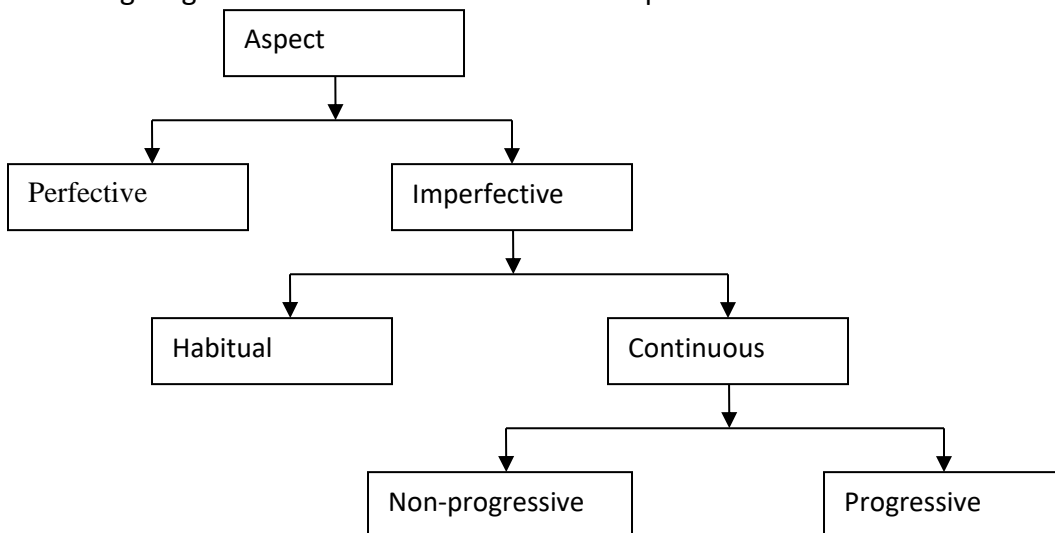 Aspect
Perfective
Imperfective
Habitual
Continuous
Non-progressive
Progressive